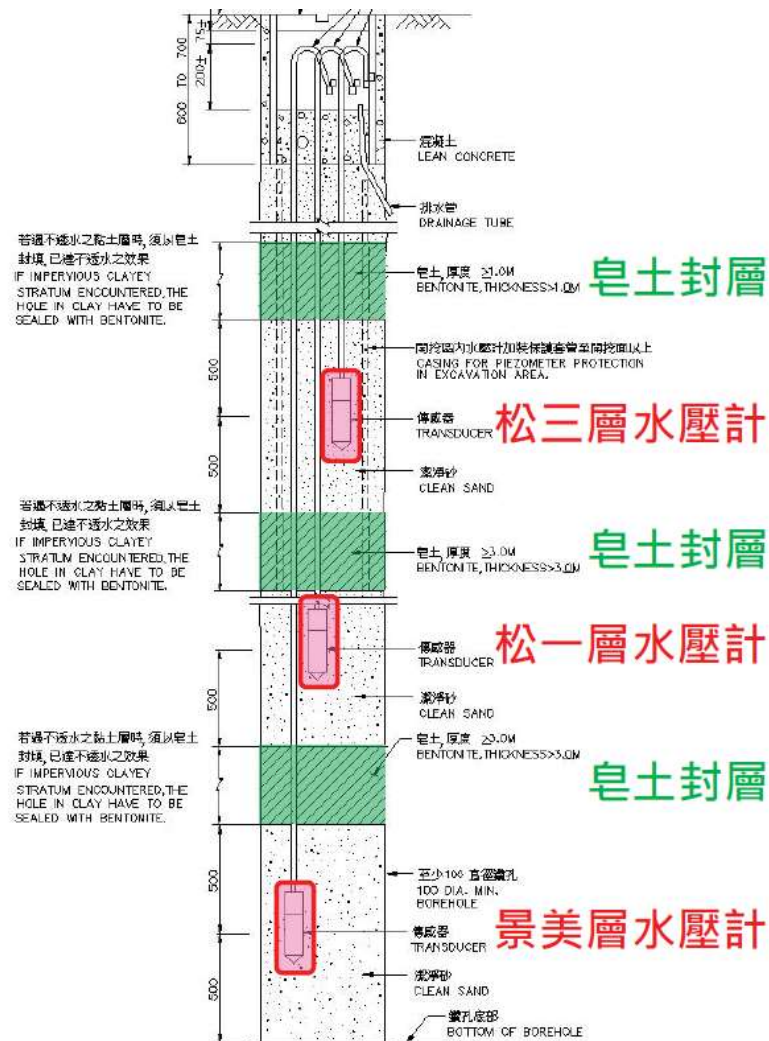 75±
200±
600 TO 700
混凝土
LEAN CONCRETE
排水管
DRAINAGE TUBE
若遇不透水之黏土層時,須以皂土
封填,已達不透水之效果
IF IMPERVIOUS CLAYEY
STRATUM ENCOUNTERED,THE
HOLE IN CLAY HAVE TO BE
SEALED WITH BENTONITE.
皂土,厚度 ≥1.0M
BENTONITE,THICKNESS>1.0M
皂土封層
500
開挖區內水壓計加裝保護套管至開挖面以上
CASING FOR PIEZOMETER PROTECTION
IN EXCAVATION AREA.
傳感器
TRANSDUCER
松三層水壓計
500
潔淨砂
CLEAN SAND
若遇不透水之黏土層時,須以皂土
封填,已達不透水之效果
IF IMPERVIOUS CLAYEY
STRATUM ENCOUNTERED,THE
HOLE IN CLAY HAVE TO BE
SEALED WITH BENTONITE.
皂土,厚度 ≥3.0M
BENTONITE,THICKNESS>3.0M
皂土封層
傳感器
TRANSDUCER
松一層水壓計
500
潔淨砂
CLEAN SAND
若遇不透水之黏土層時,須以皂土
封填,已達不透水之效果
IF IMPERVIOUS CLAYEY
STRATUM ENCOUNTERED,THE
HOLE IN CLAY HAVE TO BE
SEALED WITH BENTONITE.
皂土,厚度 ≥3.0M
BENTONITE,THICKNESS>3.0M
皂土封層
500
至少100 直徑鑽孔
100 DIA. MIN.
BOREHOLE
傳感器
TRANSDUCER
景美層水壓計
500
潔淨砂
CLEAN SAND
鑽孔底部
BOTTOM OF BOREHOLE